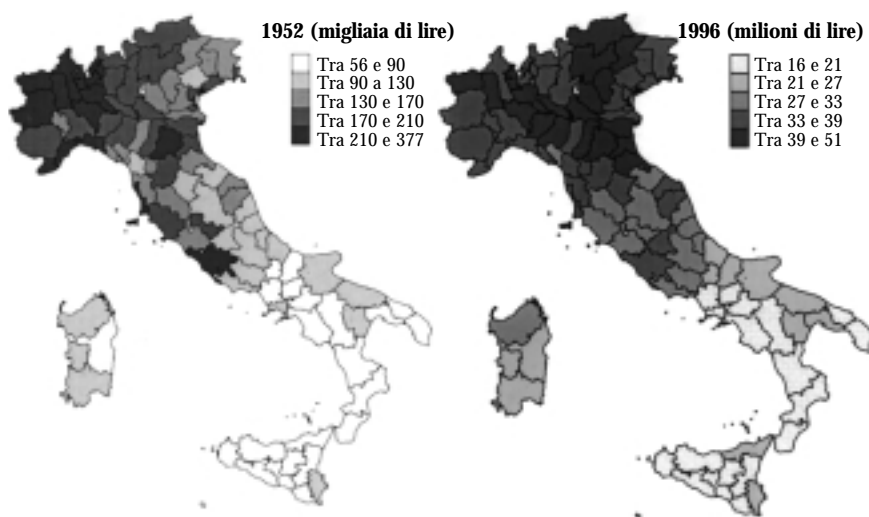 1952 (migliaia di lire)
Tra 56 e 90
Tra 90 a 130
Tra 130 e 170
Tra 170 e 210
Tra 210 e 377
1996 (milioni di lire)
Tra 16 e 21
Tra 21 e 27
Tra 27 e 33
Tra 33 e 39
Tra 39 e 51